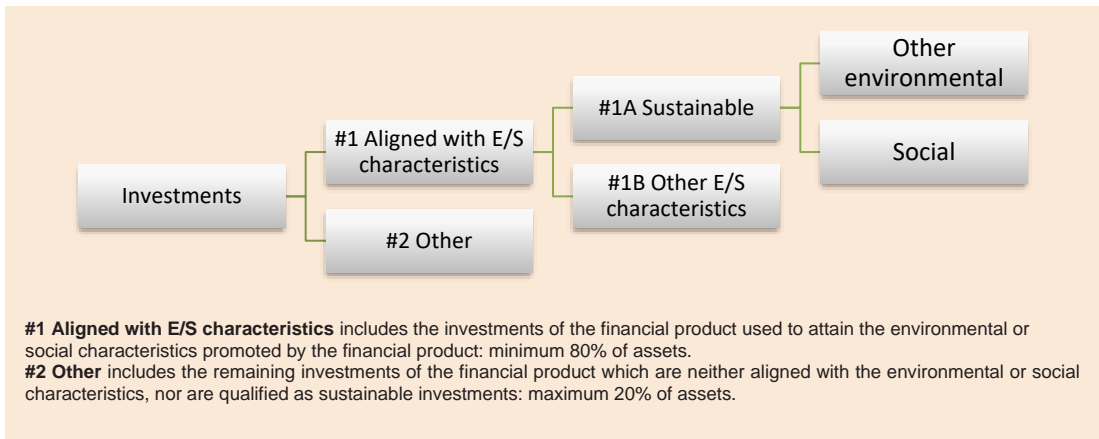 Other
environmental
#1A Sustainable
#1 Aligned with E/S
characteristics
Social
Investments
#1B Other E/S
characteristics
#2 Other
#1 Aligned with E/S characteristics includes the investments of the financial product used to attain the environmental or
social characteristics promoted by the financial product: minimum 80% of assets.
#2 Other includes the remaining investments of the financial product which are neither aligned with the environmental or social
characteristics, nor are qualified as sustainable investments: maximum 20% of assets.